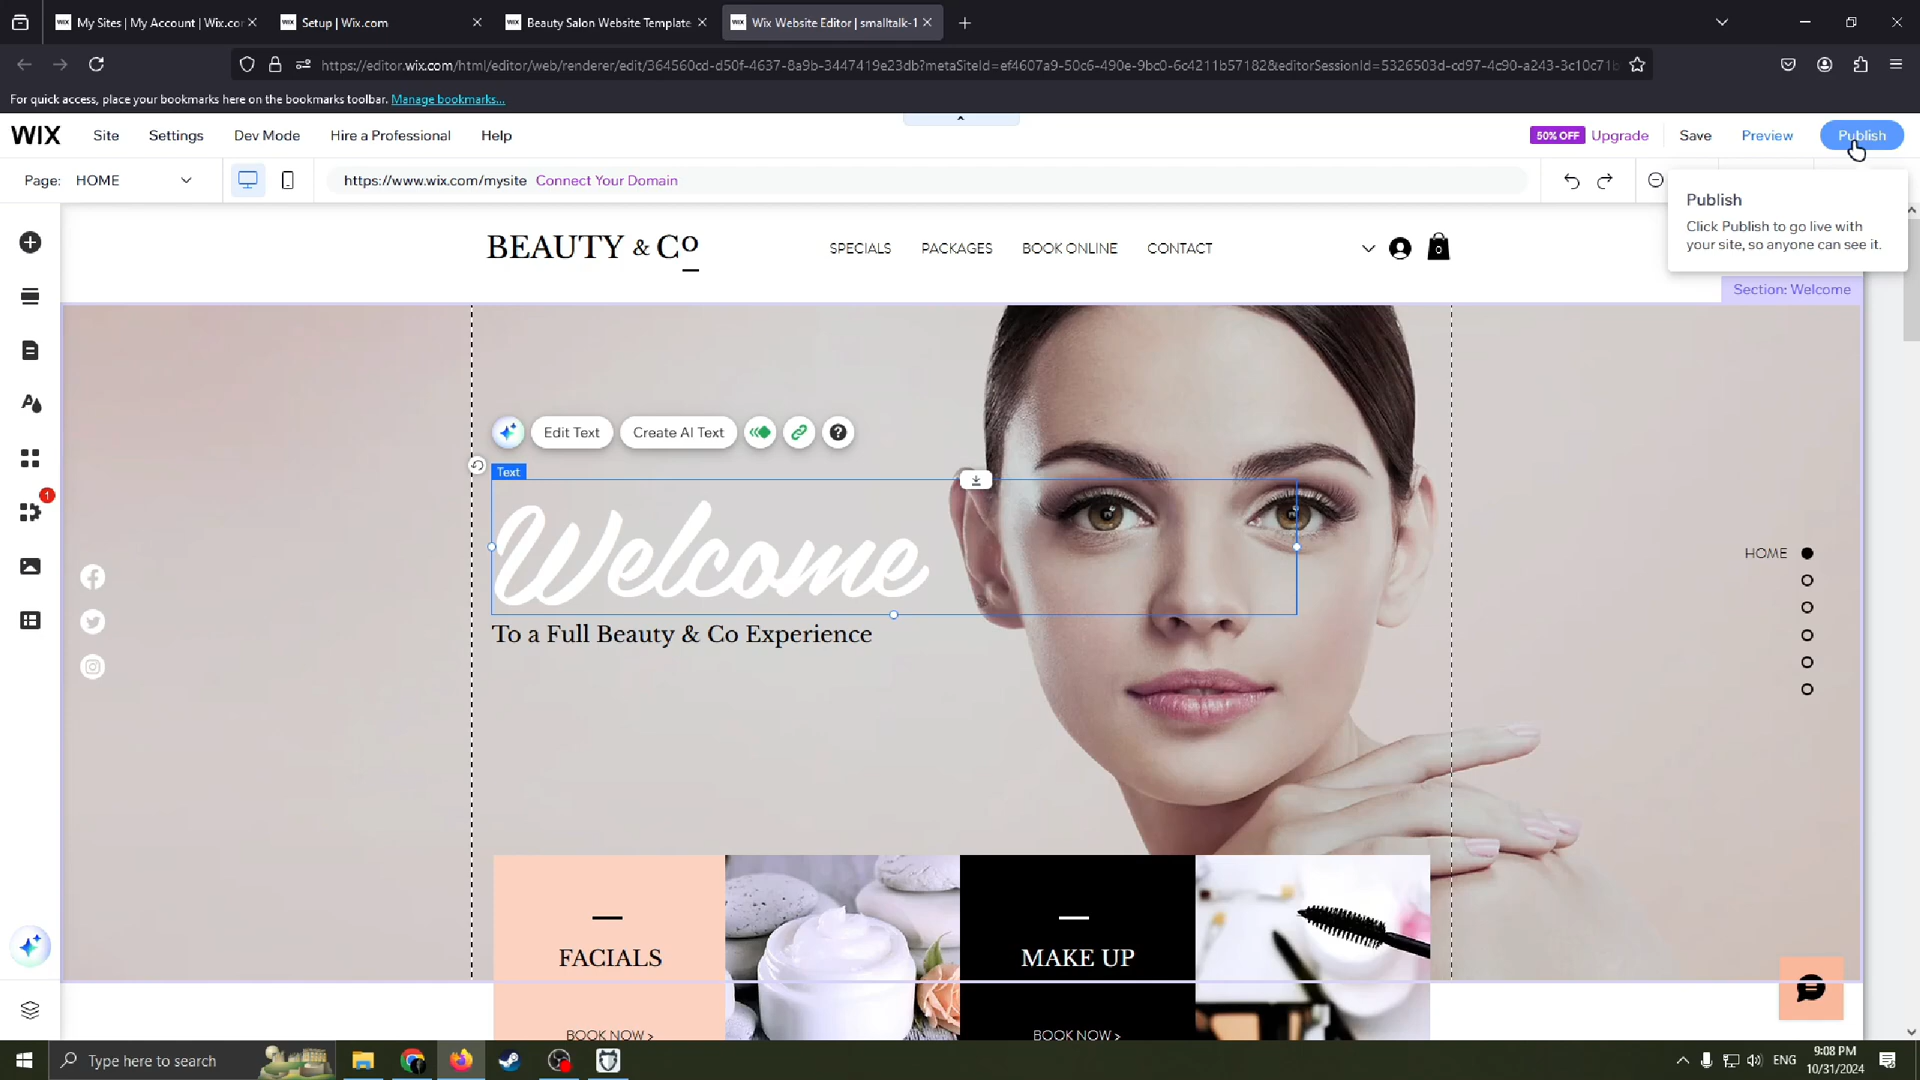 My Sites | My Account | Wix.co
Setup | Wix.com
Beauty Salon Website Template
Wix Website Editor | smalltalk-1
https://editor.wix.com/html/editor/web/renderer/edit/364560cd-d50f-4637-8a9b-3447419e23db?metaSiteId=ef4607a9-50c6-490e-9bc0-6c4211b57182&editorSessionId=5326503d-cd97-4c90-a243-3c10c71b
For quick access, place your bookmarks here on the bookmarks toolbar. Manage bookmarks...
WIX Site Settings Dev Mode Hire a Professional Help 50% OFF Upgrade Save Preview Publish
Page: HOME https://www.wix.com/mysite Connect Your Domain
Publish
Click Publish to go live with
your site, so anyone can see it.
BEAUTY & Co SPECIALS PACKAGES BOOK ONLINE CONTACT 0
Section: Welcome
Edit Text Create AI Text
Text
1
Welcome
HOME
To a Full Beauty & Co Experience
FACIALS MAKE UP
BOOK NOW > BOOK NOW >
Type here to search
ENG
9:08 PM
10/31/2024